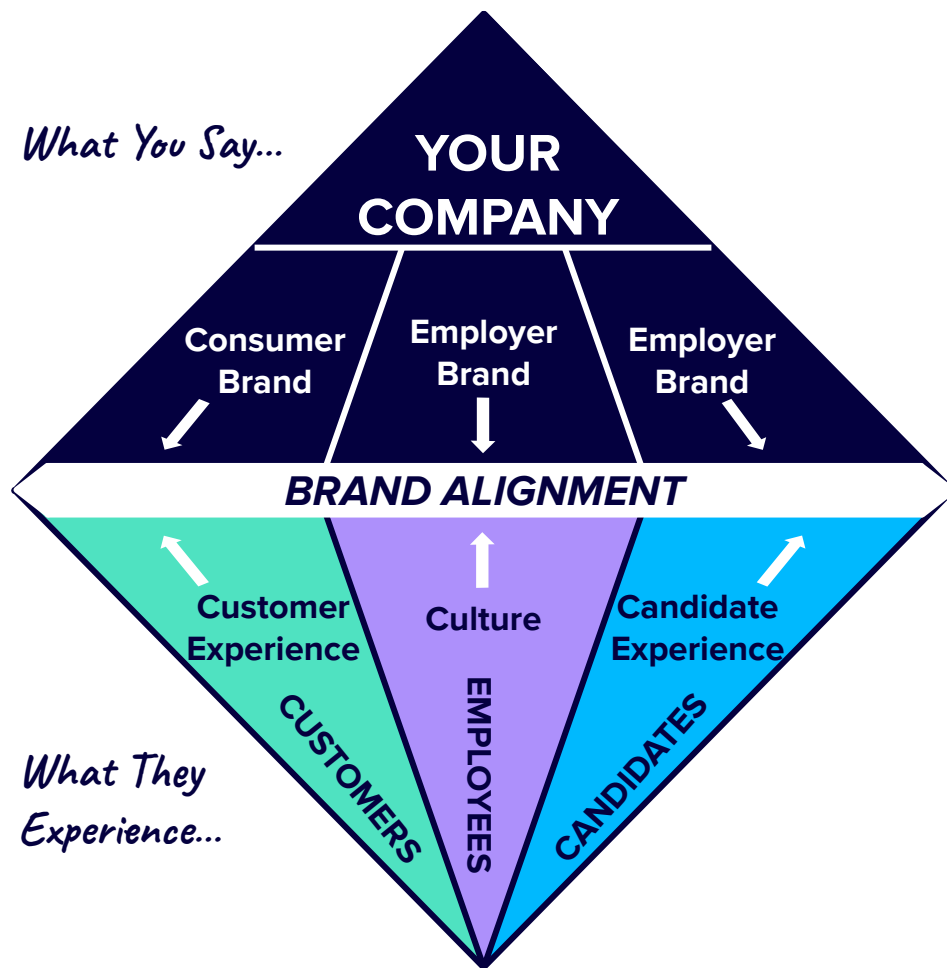 What You Say...
YOUR
COMPANY
Consumer
Brand
Employer
Brand
Employer
Brand
BRAND ALIGNMENT
Customer
Experience
Culture
Candidate
Experience
CUSTOMERS
EMPLOYEES
CANDIDATES
What They
Experience...